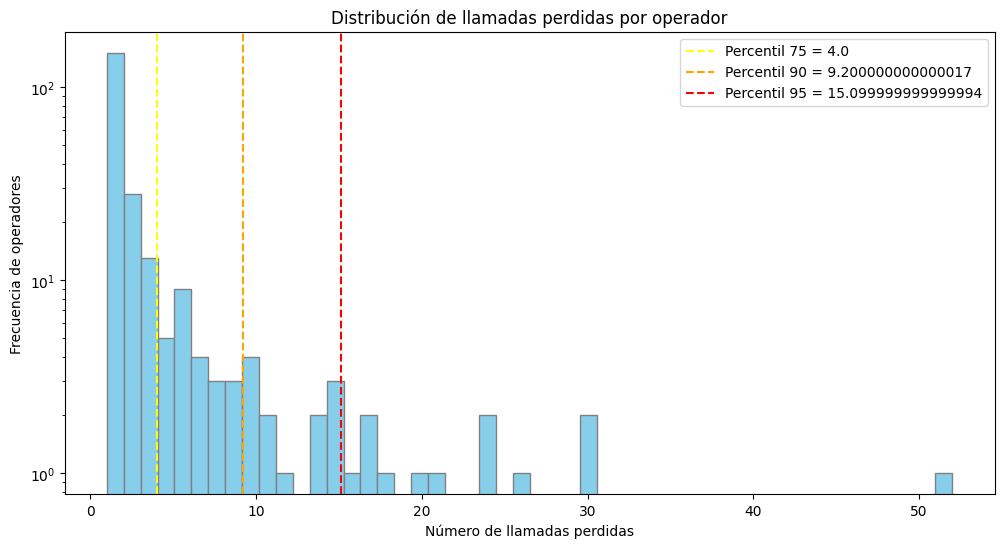 Distribución de llamadas perdidas por operador
Percentil 75 = 4.0
Percentil 90 = 9.200000000000017
Percentil 95 = 15.099999999999994
Frecuencia de operadores
10²
10¹
10⁰
0 10 20 30 40 50
Número de llamadas perdidas